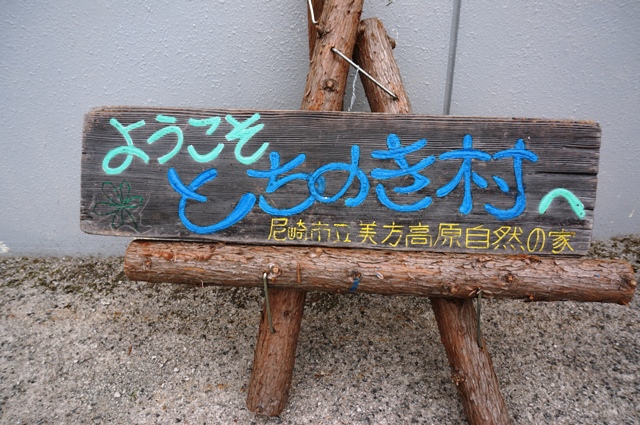 ようこそ
とちのき村へ
尼崎市立美方高原自然の家